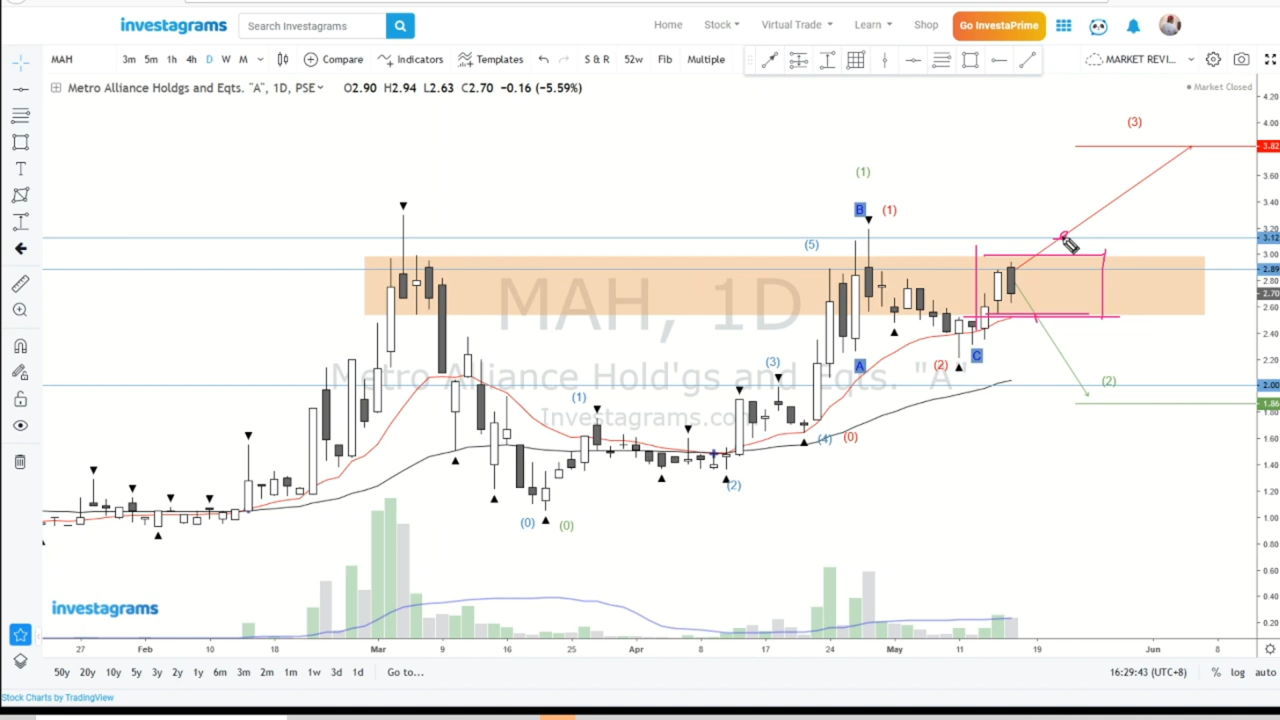 investagrams
Search Investagrams
Home
Stock
Virtual Trade
Learn
Shop
Go InvestaPrime
MAH
3m 5m 1h 4h D W
Compare
Indicators
Templates
S & R
52w
Fib
Multiple
MARKET REVI...
Metro Alliance Holdgs and Eqts. "A", 1D, PSE
O2.90 H2.94 L2.63 C2.70 −0.16 (−5.59%)
Market Closed
4.20
4.00
3.82
3.60
3.40
3.20
3.12
3.00
2.89
2.80
2.70
2.60
2.40
2.20
2.00
1.86
1.80
1.60
1.40
1.20
1.00
0.80
0.60
0.40
0.20
(3)
(1)
B
(1)
(5)
MAH, 1D
A
(2)
C
(3)
Metro Alliance Hold'gs and Eqts. "A"
(2)
(1)
Investagrams.com
(4)
(0)
(2)
(0)
(0)
investagrams
27 Feb 10 18 Mar 9 16 25 Apr 8 17 24 May 11 19 Jun 8
50y 20y 10y 5y 3y 2y 1y 6m 3m 2m 1m 1w 3d 1d Go to...
16:29:43 (UTC+8)
% log auto
Stock Charts by TradingView